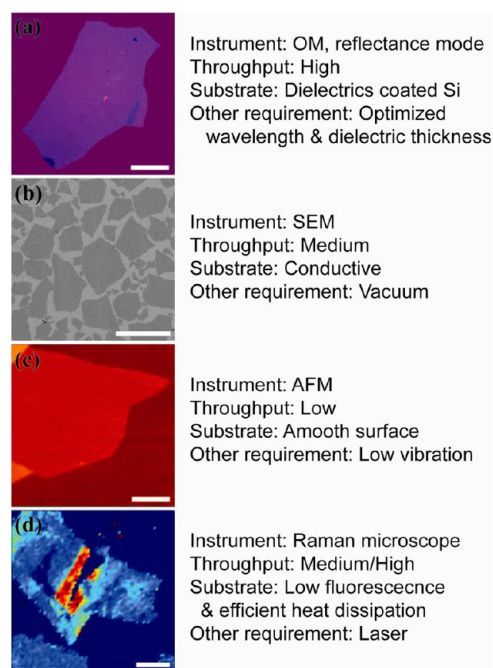 (a)
Instrument: OM, reflectance mode
Throughput: High
Substrate: Dielectrics coated Si
Other requirement: Optimized
wavelength & dielectric thickness
(b)
Instrument: SEM
Throughput: Medium
Substrate: Conductive
Other requirement: Vacuum
(c)
Instrument: AFM
Throughput: Low
Substrate: Amooth surface
Other requirement: Low vibration
(d)
Instrument: Raman microscope
Throughput: Medium/High
Substrate: Low fluorescecnce
& efficient heat dissipation
Other requirement: Laser